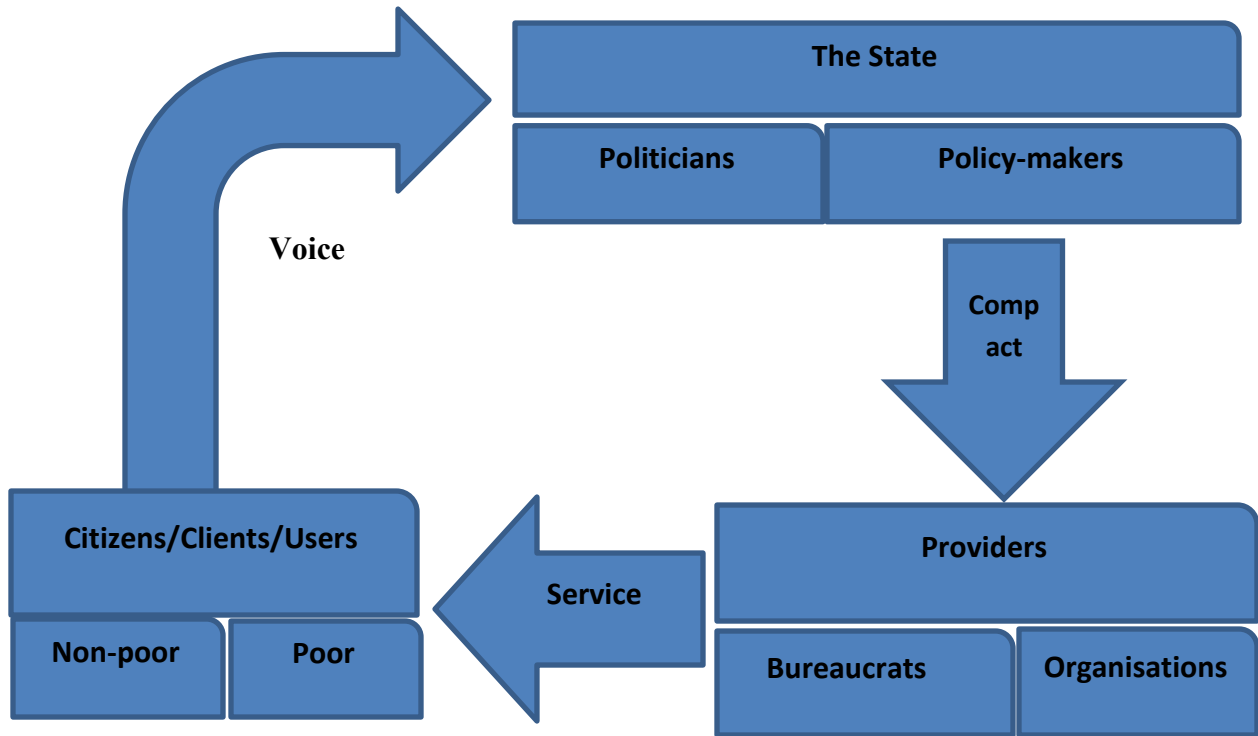 The State
Politicians
Policy-makers
Voice
Comp
act
Citizens/Clients/Users
Non-poor
Poor
Service
Providers
Bureaucrats
Organisations